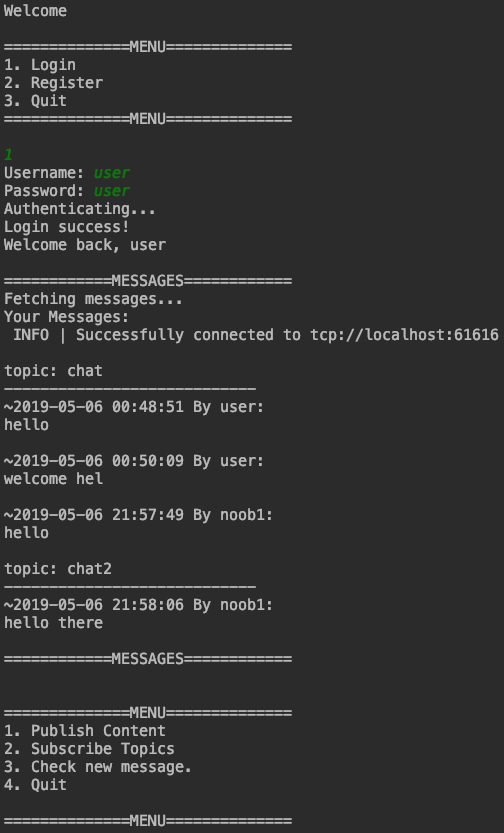 Welcome
==============MENU==============
1. Login
2. Register
3. Quit
==============MENU==============
1
Username: user
Password: user
Authenticating...
Login success!
Welcome back, user
============MESSAGES============
Fetching messages...
Your Messages:
 INFO | Successfully connected to tcp://localhost:61616
topic: chat
----------------------------
~2019-05-06 00:48:51 By user:
hello
~2019-05-06 00:50:09 By user:
welcome hel
~2019-05-06 21:57:49 By noob1:
hello
topic: chat2
----------------------------
~2019-05-06 21:58:06 By noob1:
hello there
============MESSAGES============
==============MENU==============
1. Publish Content
2. Subscribe Topics
3. Check new message.
4. Quit
==============MENU==============